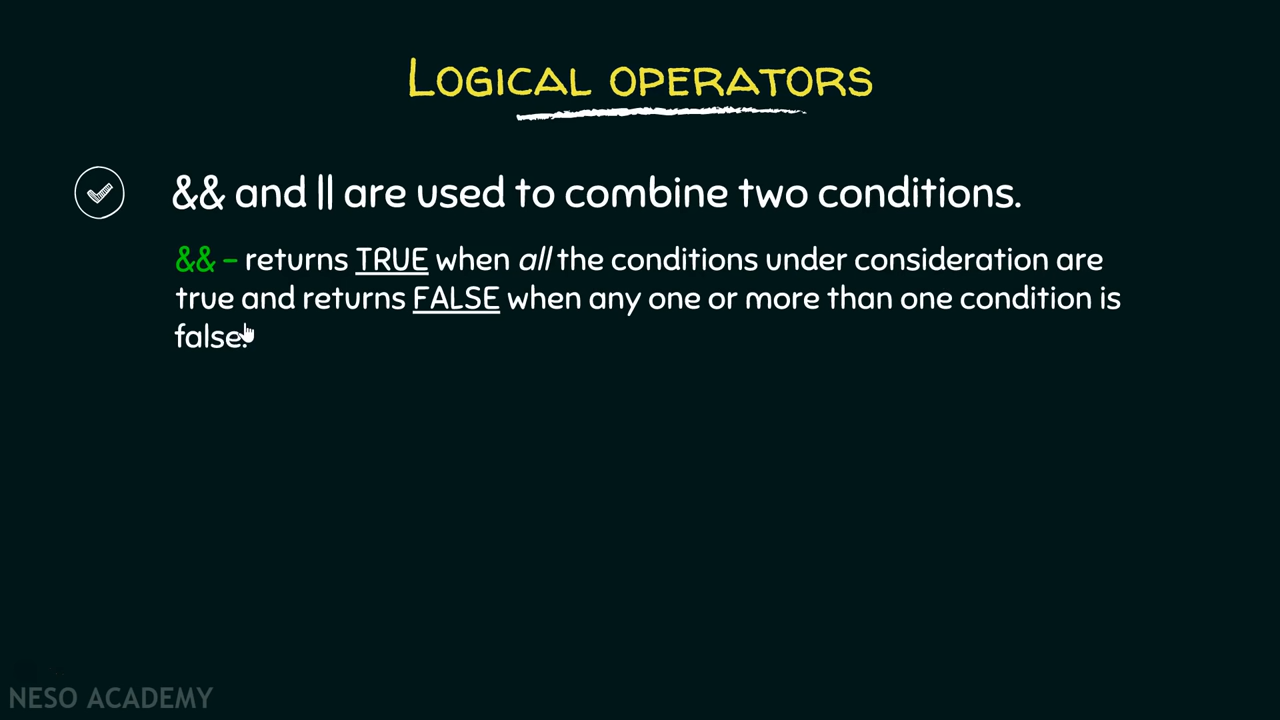 LOGICAL OPERATORS
&& and || are used to combine two conditions.
&& - returns TRUE when all the conditions under consideration are
true and returns FALSE when any one or more than one condition is
false.
NESO ACADEMY